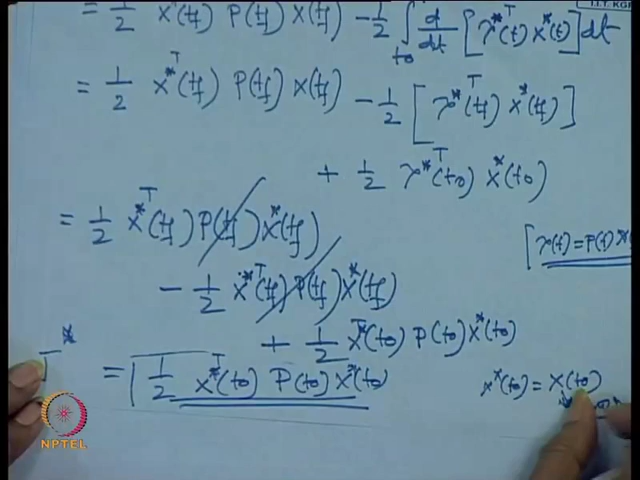 = 1/2 x*ᵀ(tf) P(tf) x(tf) - 1/2 ∫t₀ d/dt [λ*ᵀ(t) x*(t)] dt
= 1/2 x*ᵀ(tf) P(tf) x(tf) - 1/2 [λ*ᵀ(tf) x*(tf)]
+ 1/2 λ*ᵀ(t₀) x*(t₀)
= 1/2 x*ᵀ(tf) P(tf) x*(tf)
[λ(t) = P(t) x*
- 1/2 x*ᵀ(tf) P(tf) x*(tf)
+ 1/2 x*ᵀ(t₀) P(t₀) x*(t₀)
J* = 1/2 x*ᵀ(t₀) P(t₀) x*(t₀)
x*(t₀) = x(t₀)
NPTEL